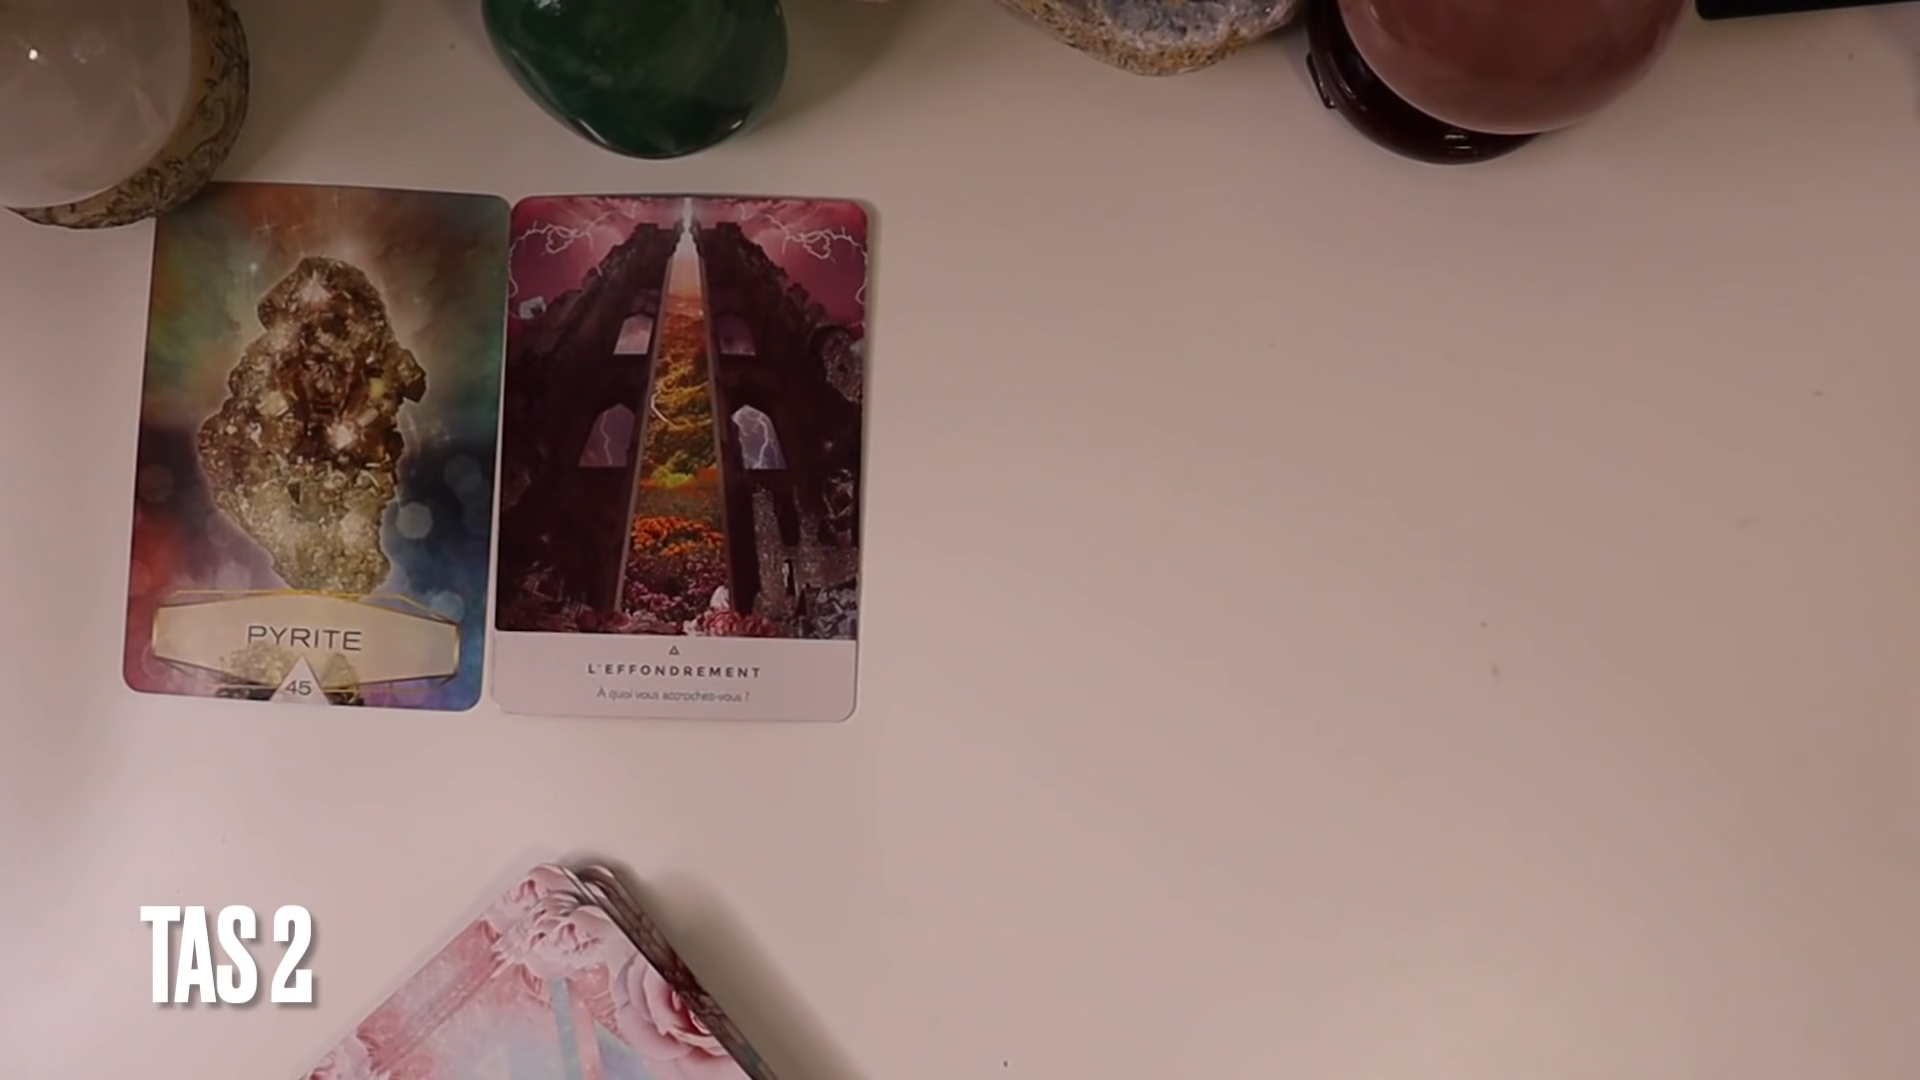 PYRITE
45
L'EFFONDREMENT
À quoi vous accrochez-vous ?
TAS 2